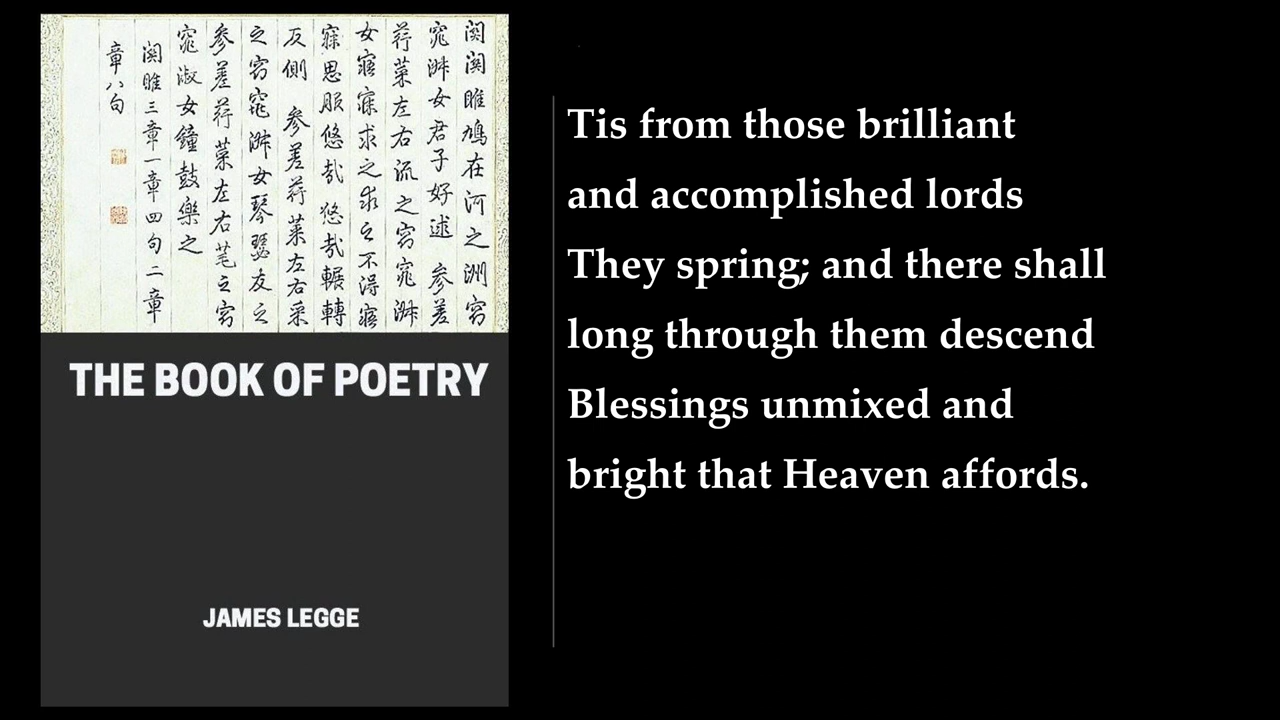 關關雎鳩在河之洲窈
窕淑女君子好逑 參差
荇菜左右流之窈窕淑
女寤寐求之求之不得寤
寐思服悠哉悠哉輾轉
反側 參差荇菜左右采
之窈窕淑女琴瑟友之
參差荇菜左右芼之窈
窕淑女鐘鼓樂之
關雎三章一章四句二章
章八句
THE BOOK OF POETRY
JAMES LEGGE
Tis from those brilliant
and accomplished lords
They spring; and there shall
long through them descend
Blessings unmixed and
bright that Heaven affords.